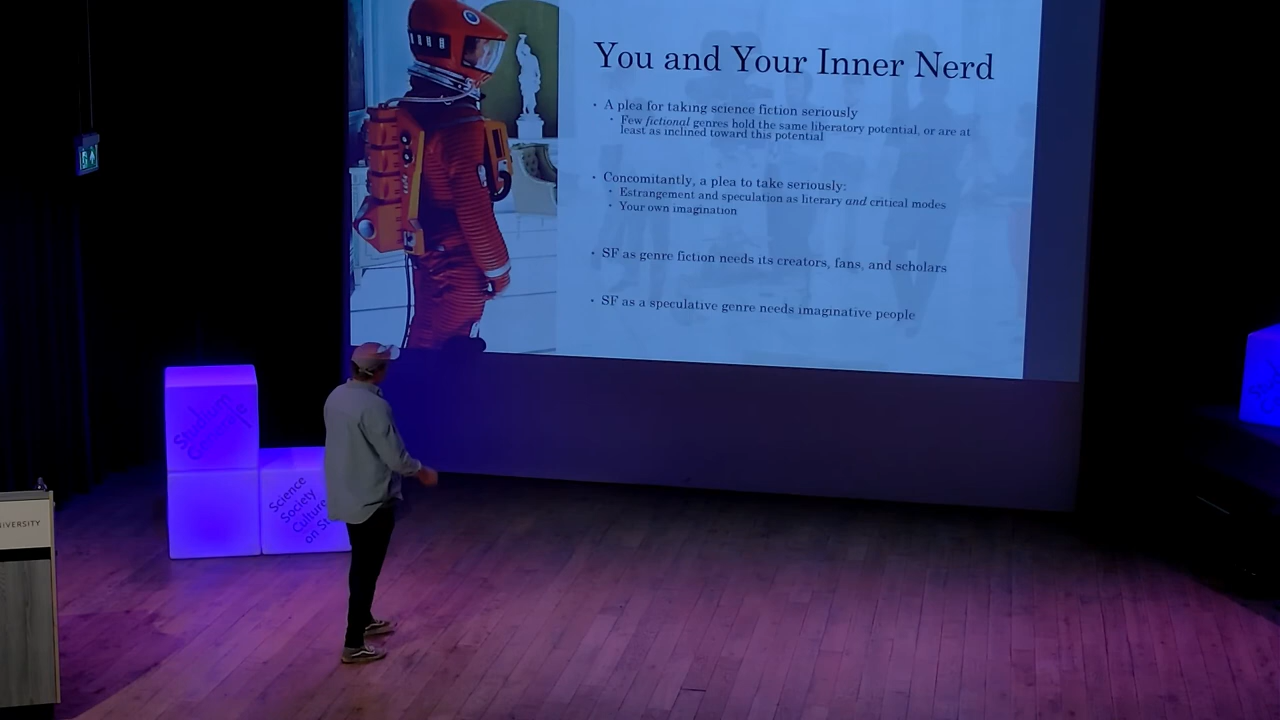 You and Your Inner Nerd
• A plea for taking science fiction seriously
• Few fictional genres hold the same liberatory potential, or are at
least as inclined toward this potential
• Concomitantly, a plea to take seriously:
• Estrangement and speculation as literary and critical modes
• Your own imagination
• SF as genre fiction needs its creators, fans, and scholars
• SF as a speculative genre needs imaginative people
Studium
Generale
Science
Society
Culture
on